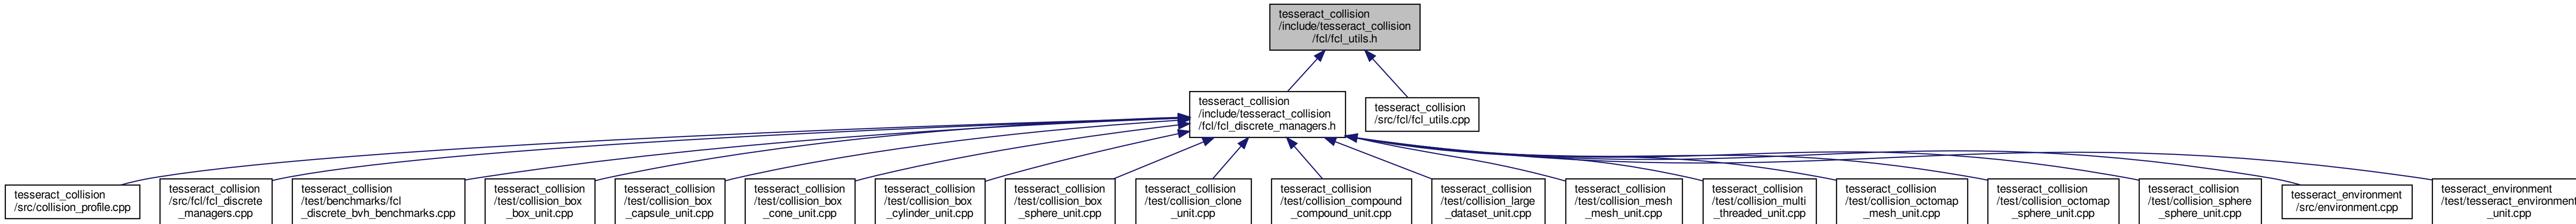 tesseract_collision
/include/tesseract_collision
/fcl/fcl_utils.h
tesseract_collision
/include/tesseract_collision
/fcl/fcl_discrete_managers.h
tesseract_collision
/src/fcl/fcl_utils.cpp
tesseract_collision
/src/collision_profile.cpp
tesseract_collision
/src/fcl/fcl_discrete
_managers.cpp
tesseract_collision
/test/benchmarks/fcl
_discrete_bvh_benchmarks.cpp
tesseract_collision
/test/collision_box
_box_unit.cpp
tesseract_collision
/test/collision_box
_capsule_unit.cpp
tesseract_collision
/test/collision_box
_cone_unit.cpp
tesseract_collision
/test/collision_box
_cylinder_unit.cpp
tesseract_collision
/test/collision_box
_sphere_unit.cpp
tesseract_collision
/test/collision_clone
_unit.cpp
tesseract_collision
/test/collision_compound
_compound_unit.cpp
tesseract_collision
/test/collision_large
_dataset_unit.cpp
tesseract_collision
/test/collision_mesh
_mesh_unit.cpp
tesseract_collision
/test/collision_multi
_threaded_unit.cpp
tesseract_collision
/test/collision_octomap
_mesh_unit.cpp
tesseract_collision
/test/collision_octomap
_sphere_unit.cpp
tesseract_collision
/test/collision_sphere
_sphere_unit.cpp
tesseract_environment
/src/environment.cpp
tesseract_environment
/test/tesseract_environment
_unit.cpp